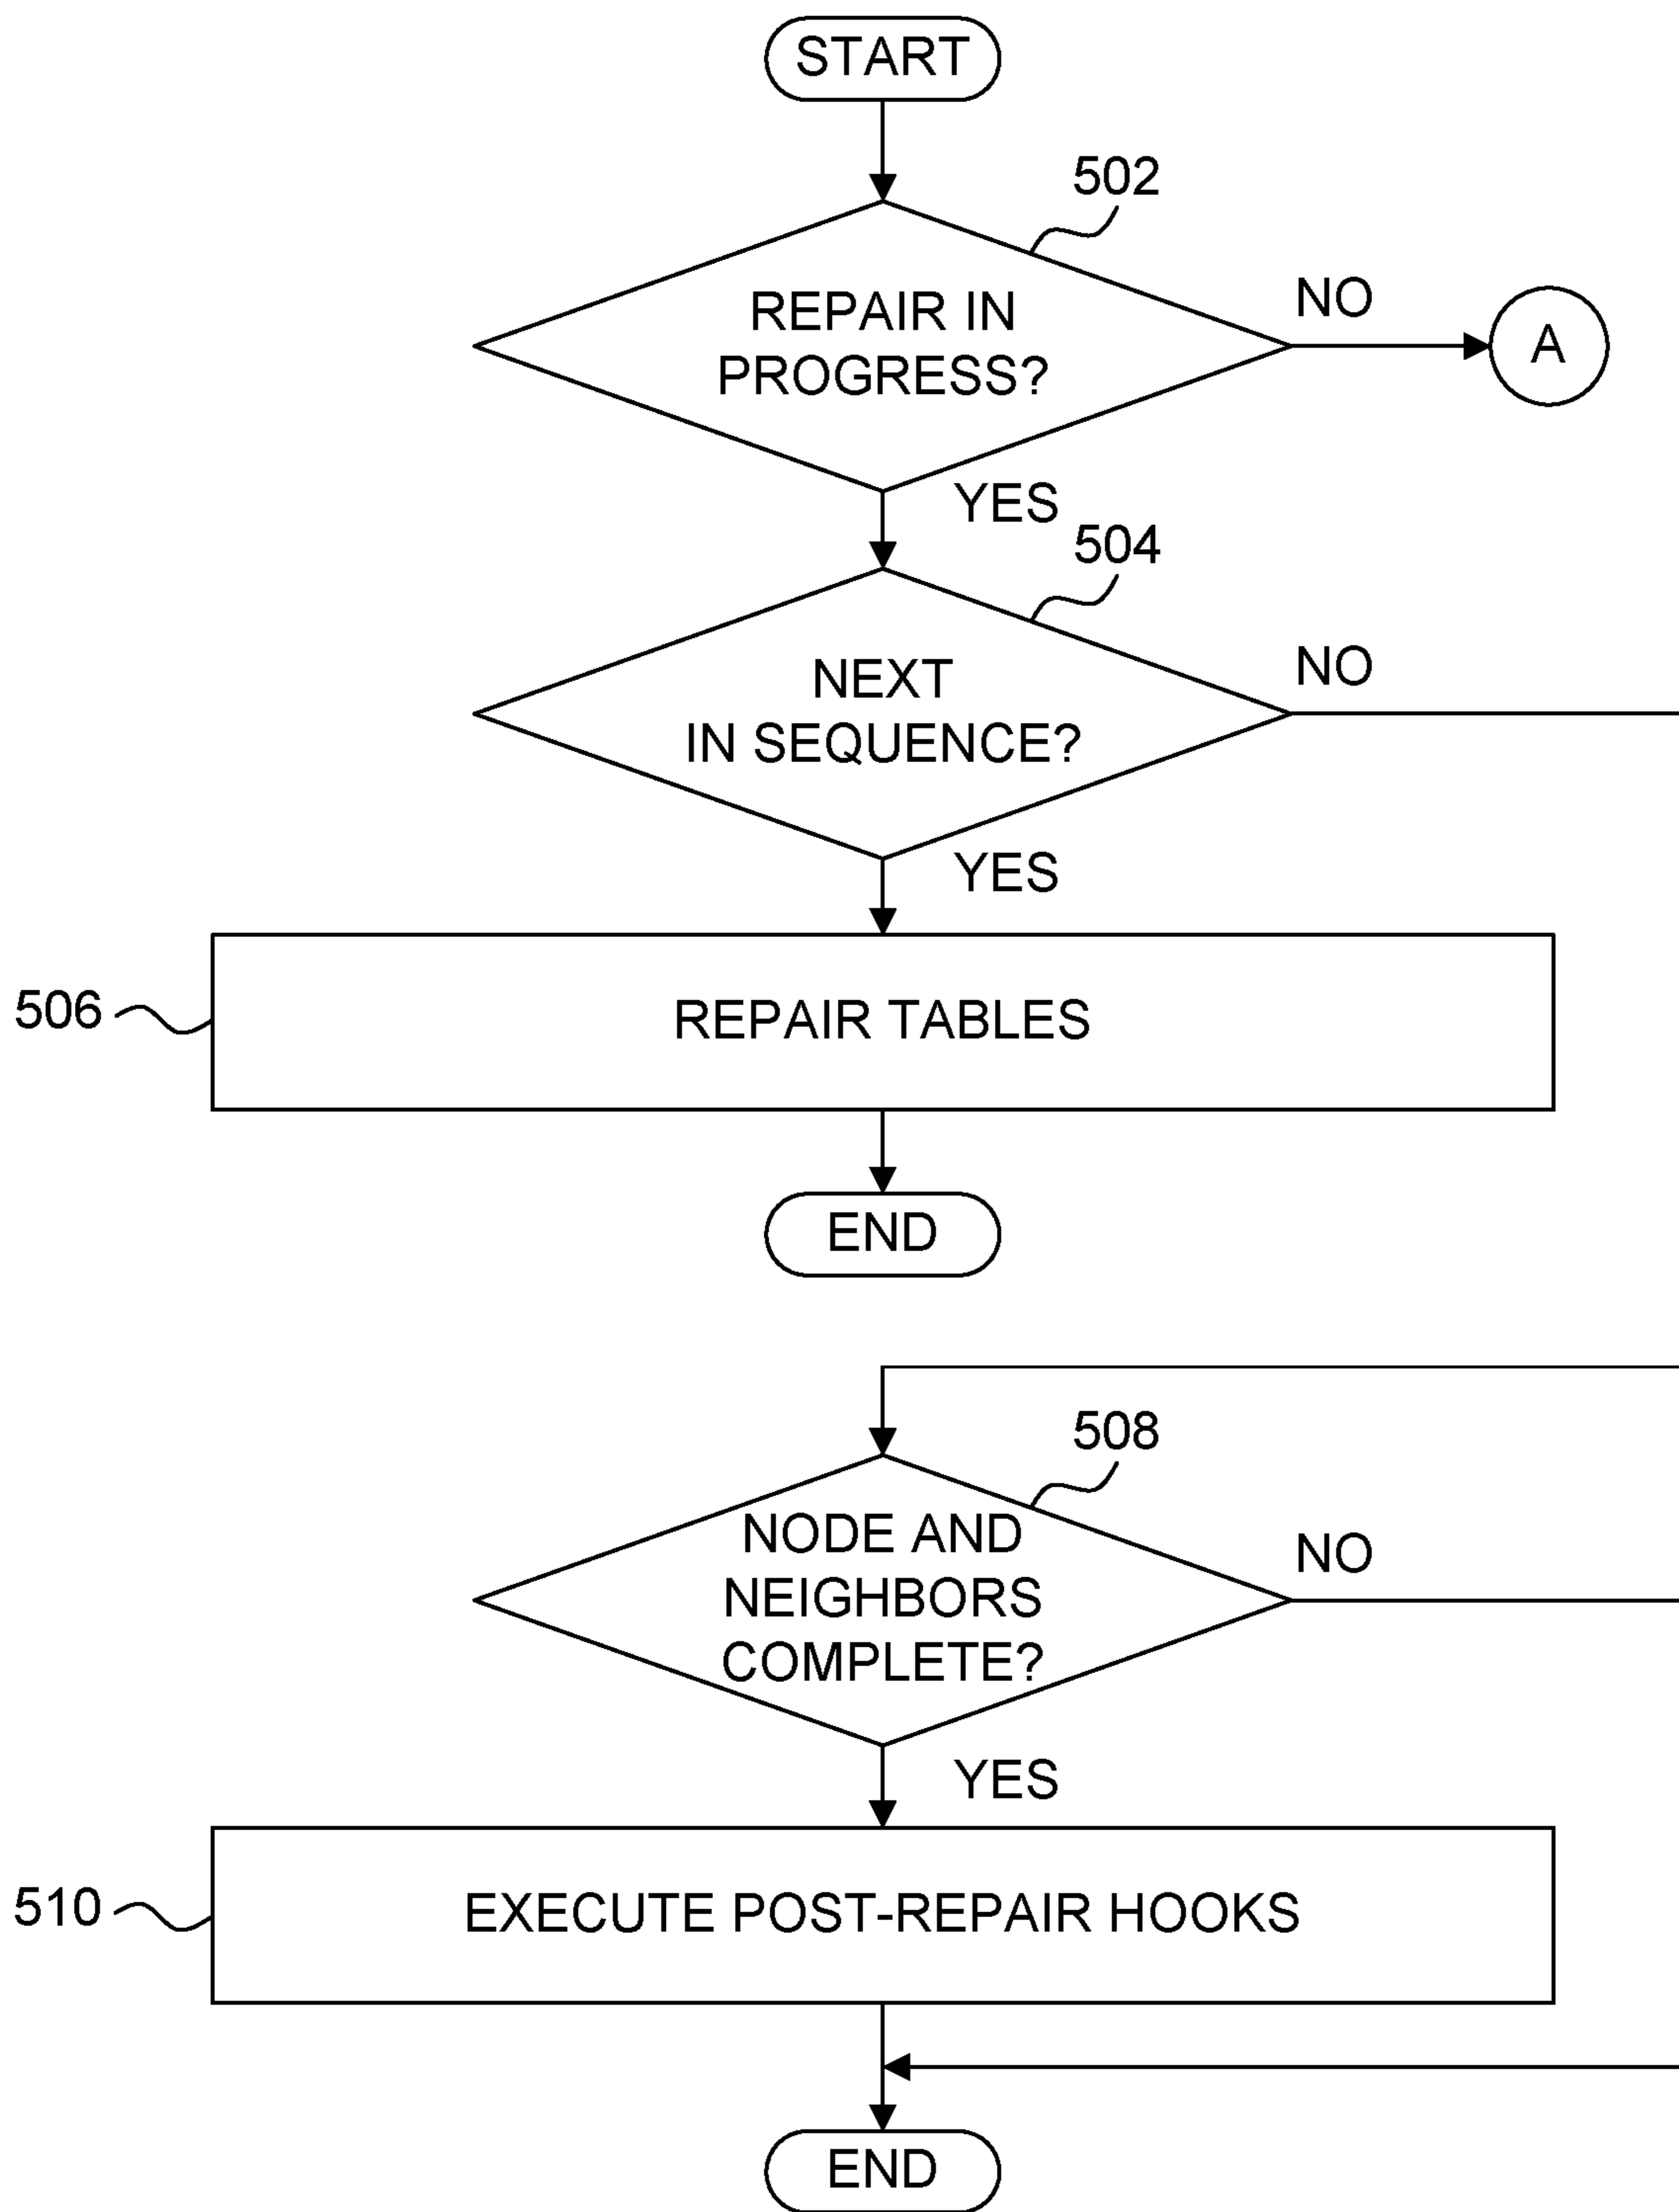 START
502
REPAIR IN
PROGRESS?
NO
A
YES
504
NEXT
IN SEQUENCE?
NO
YES
506
REPAIR TABLES
END
508
NODE AND
NEIGHBORS
COMPLETE?
NO
YES
510
EXECUTE POST-REPAIR HOOKS
END